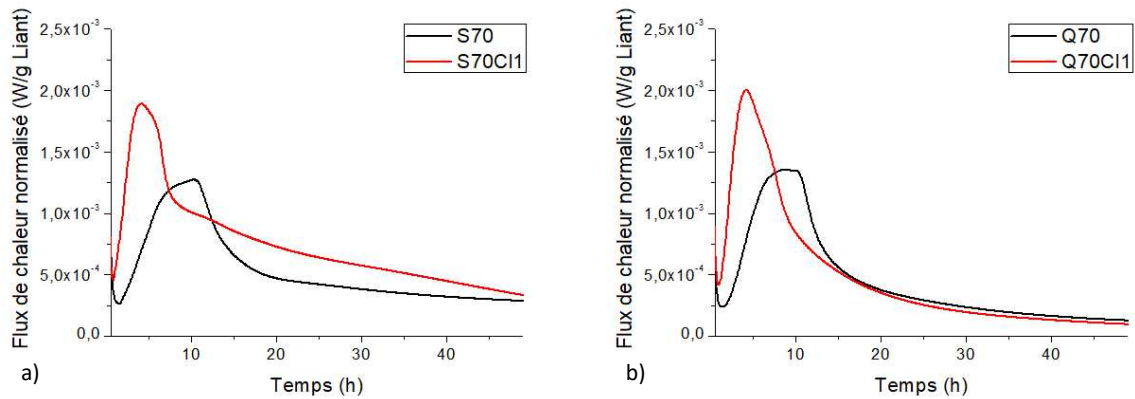 Flux de chaleur normalisé (W/g Liant)
2,5x10⁻³
2,0x10⁻³
1,5x10⁻³
1,0x10⁻³
5,0x10⁻⁴
0,0
S70
S70Cl1
0 10 20 30 40
Temps (h)
a)
Flux de chaleur normalisé (W/g Liant)
2,5x10⁻³
2,0x10⁻³
1,5x10⁻³
1,0x10⁻³
5,0x10⁻⁴
0,0
Q70
Q70Cl1
10 20 30 40
Temps (h)
b)